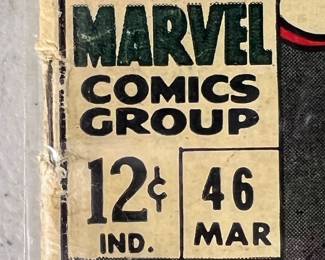 MARVEL
COMICS
GROUP
12¢ 46
IND. MAR